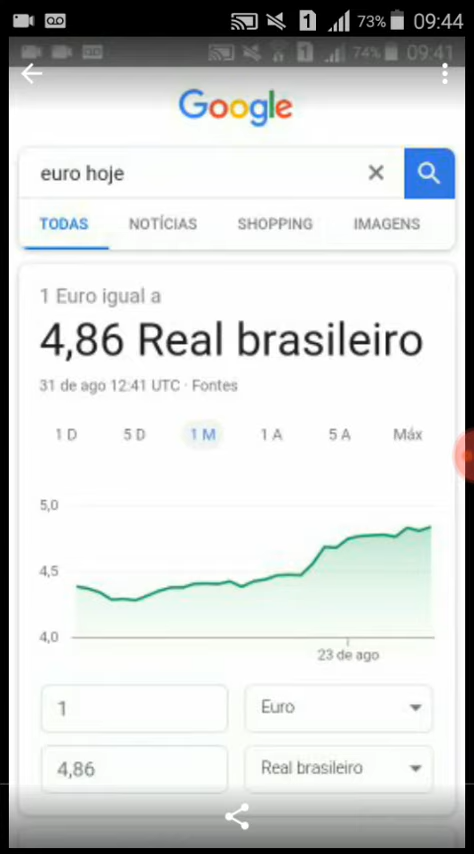 1 73% 09:44
1 74% 09:41
Google
euro hoje
TODAS NOTÍCIAS SHOPPING IMAGENS
1 Euro igual a
4,86 Real brasileiro
31 de ago 12:41 UTC · Fontes
1 D 5 D 1 M 1 A 5 A Máx
5,0
4,5
4,0
23 de ago
1 Euro
4,86 Real brasileiro